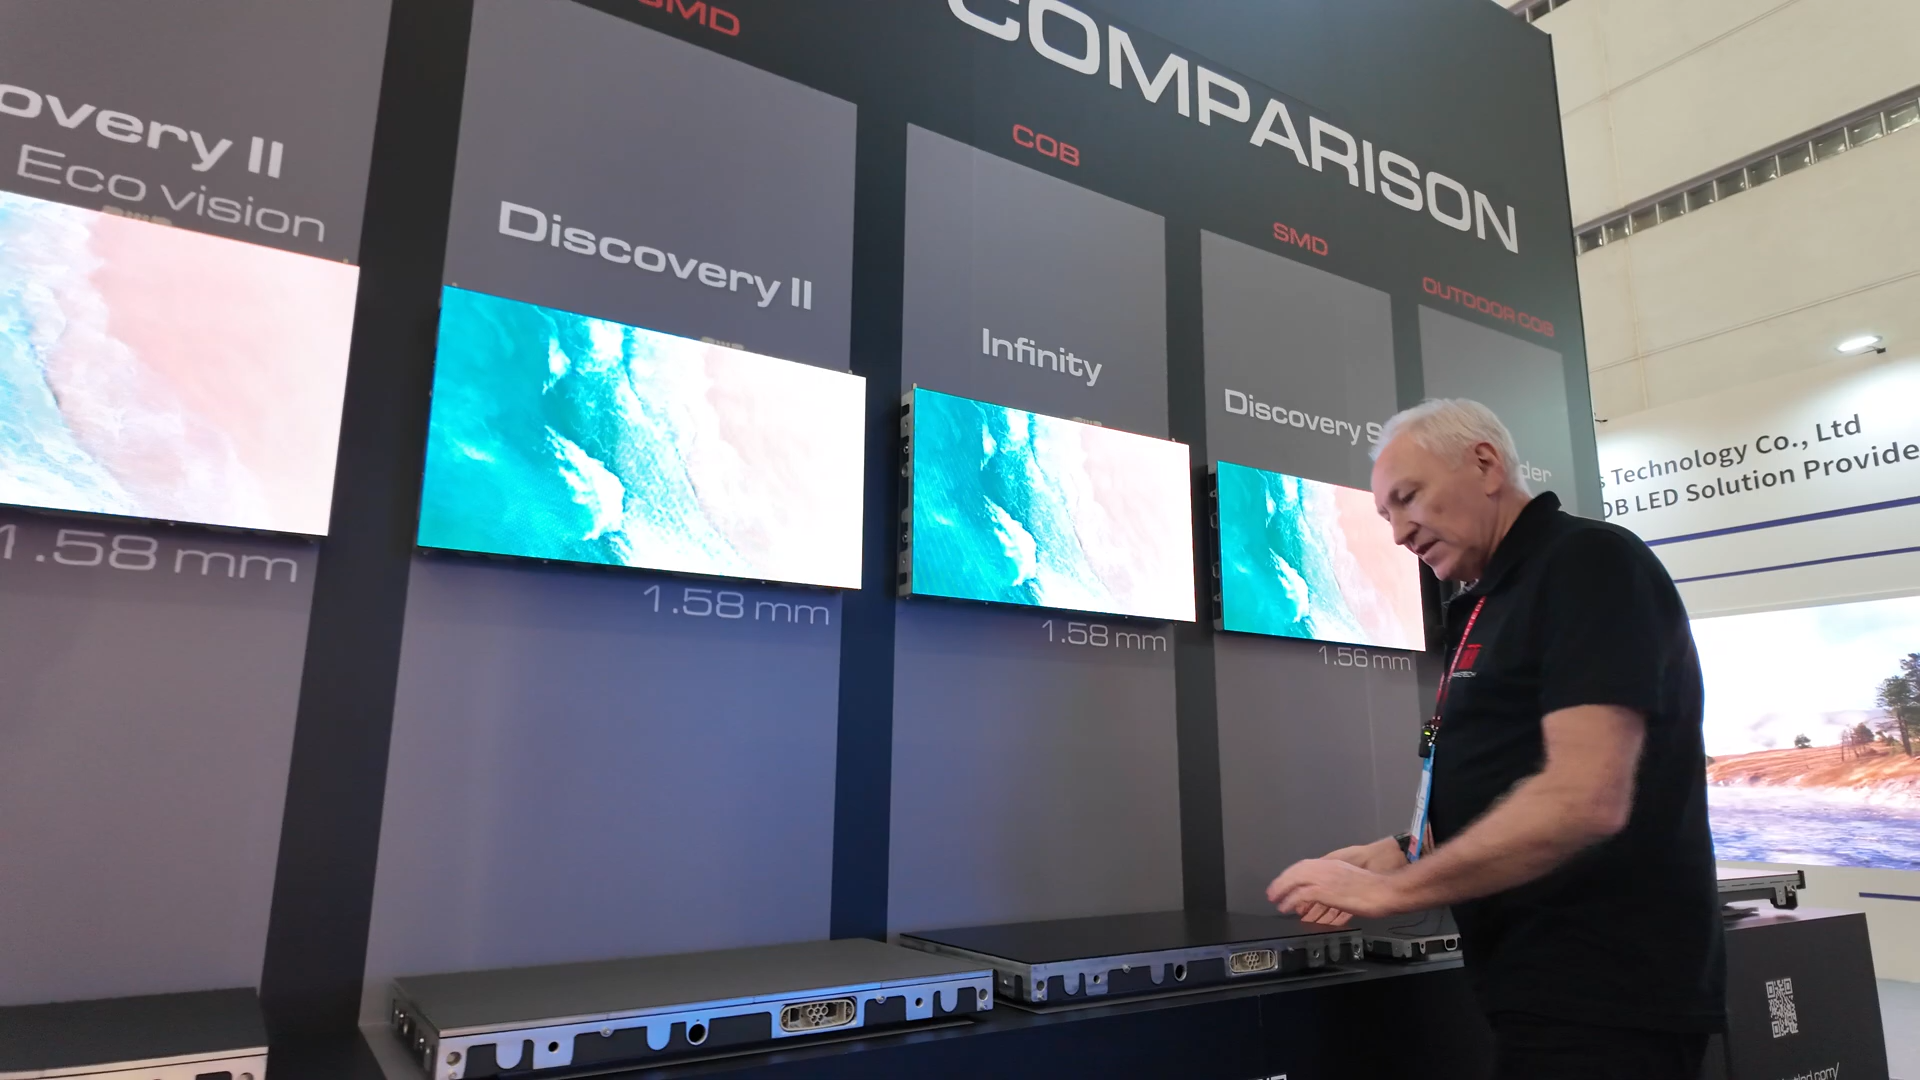 COMPARISON
SMD
overy II
Eco vision
1.58 mm
Discovery II
1.58 mm
COB
Infinity
1.58 mm
SMD
Discovery S
1.56 mm
OUTDOOR COB
der
s Technology Co., Ltd
OB LED Solution Provide